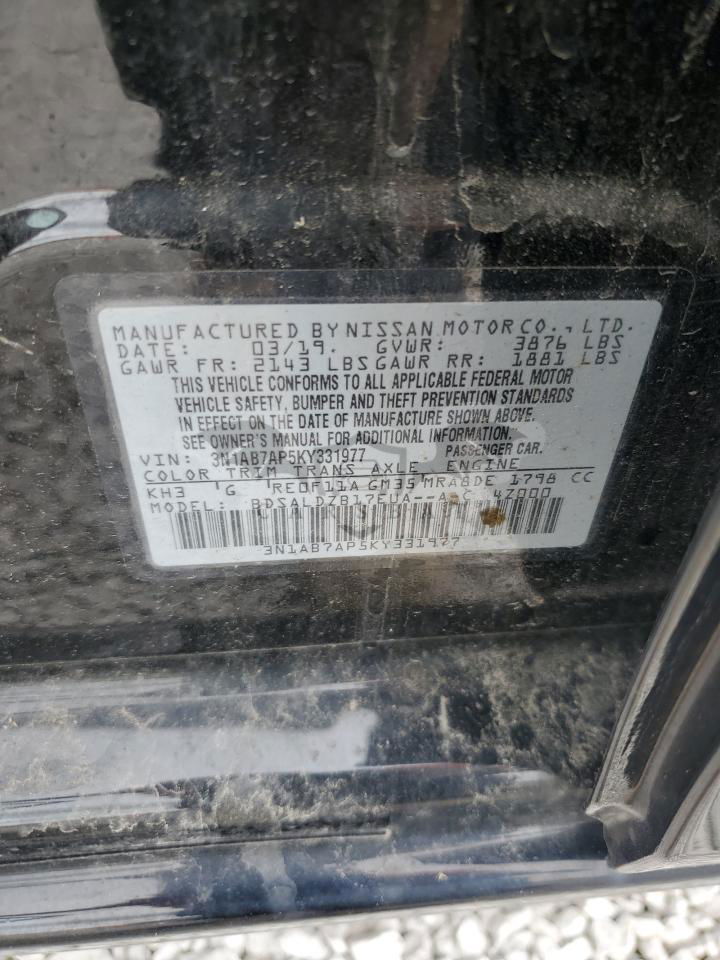 MANUFACTURED BY NISSAN MOTOR CO., LTD.
DATE: 03/19. GVWR: 3876 LBS
GAWR FR: 2143 LBS GAWR RR: 1881 LBS
THIS VEHICLE CONFORMS TO ALL APPLICABLE FEDERAL MOTOR
VEHICLE SAFETY, BUMPER AND THEFT PREVENTION STANDARDS
IN EFFECT ON THE DATE OF MANUFACTURE SHOWN ABOVE.
SEE OWNER'S MANUAL FOR ADDITIONAL INFORMATION.
VIN: 3N1AB7AP5KY331977 PASSENGER CAR.
COLOR TRIM TRANS AXLE ENGINE
KH3 G RE0F11A GM35 MRA8DE 1798 CC
MODEL: 4Z000
3N1AB7AP5KY331977